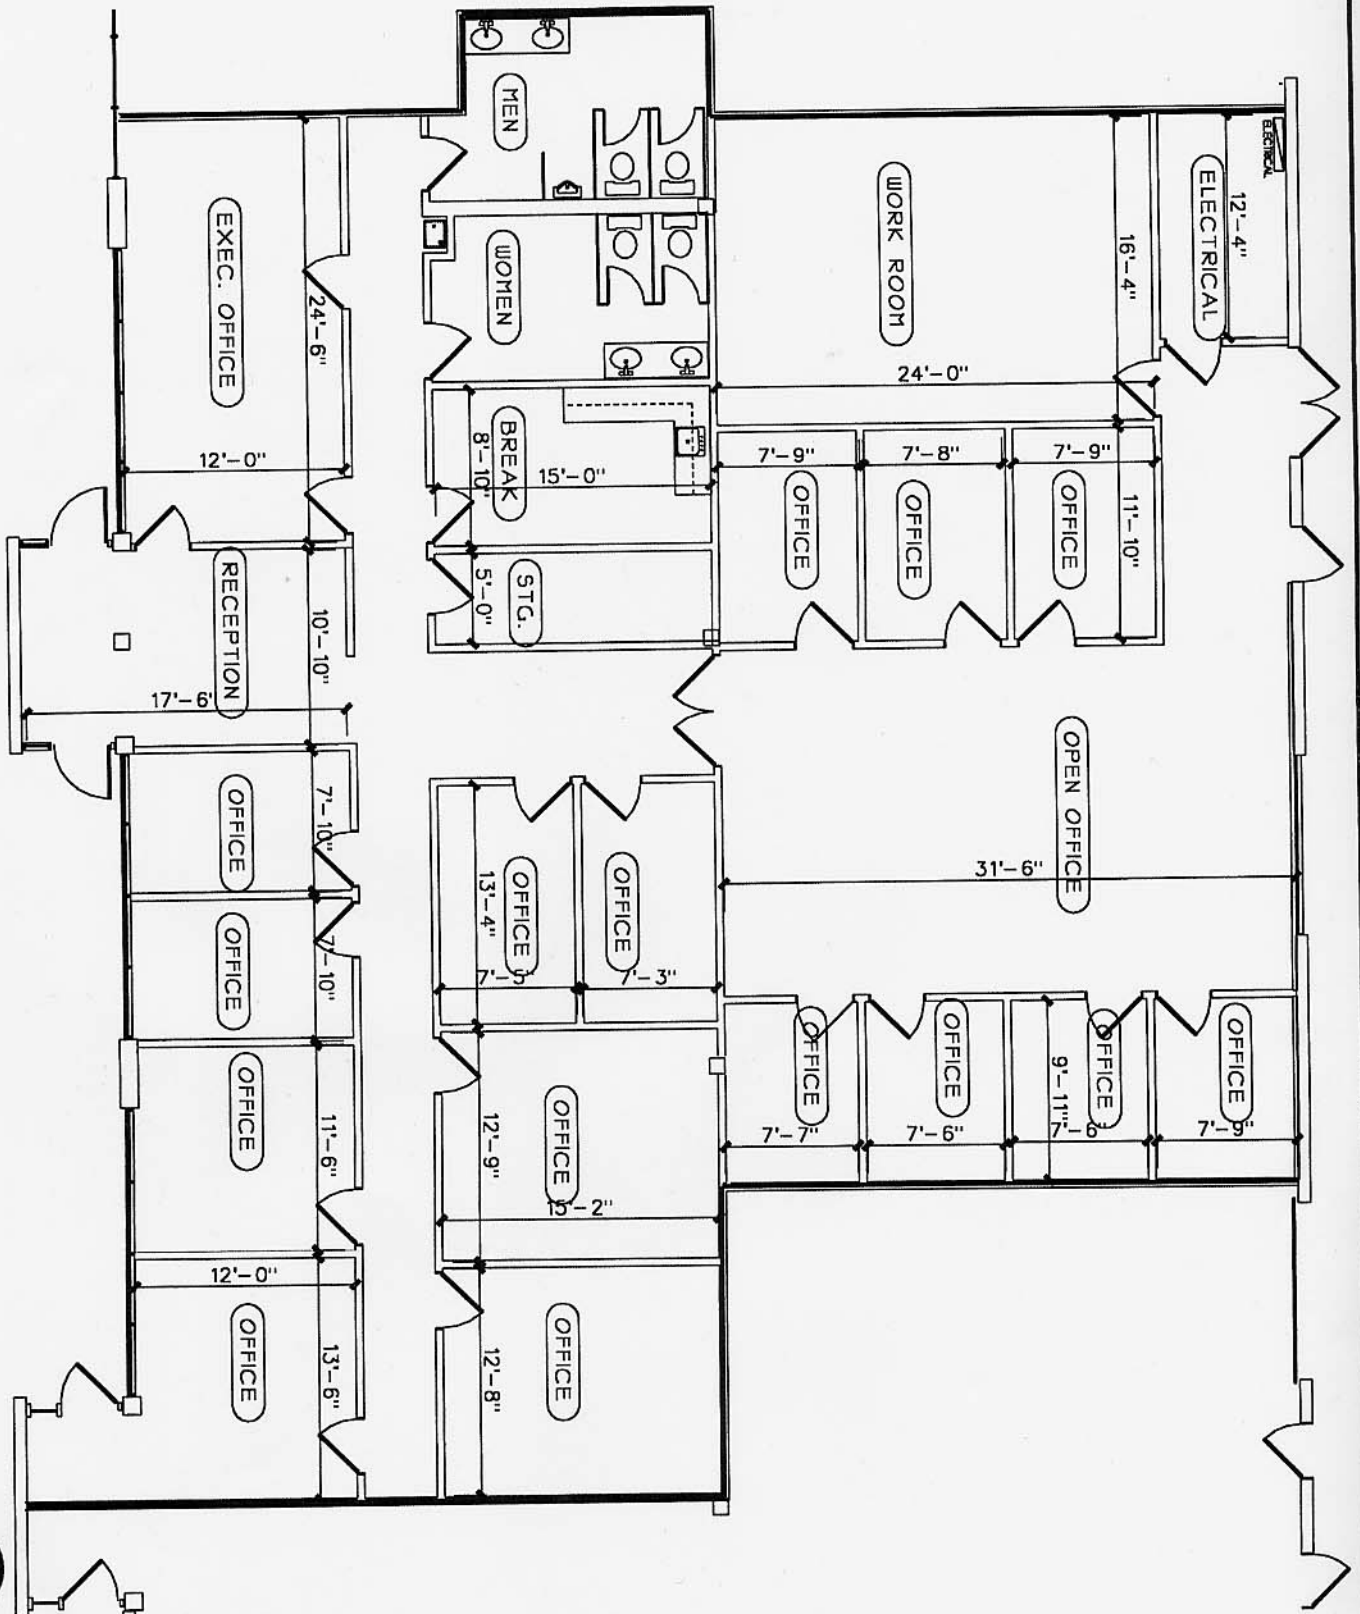 MEN
ELECTRICAL
ELECTRICAL
12'-4"
WORK ROOM
16'-4"
EXEC. OFFICE
24'-6"
WOMEN
24'-0"
12'-0"
BREAK
8'-10"
15'-0"
7'-9"
7'-8"
7'-9"
OFFICE
OFFICE
OFFICE
11'-10"
RECEPTION
10'-10"
17'-6'
STG.
5'-0"
OPEN OFFICE
31'-6"
OFFICE
7'-10"
OFFICE
13'-4"
OFFICE
7'-5"
7'-3"
OFFICE
7'-10"
OFFICE
OFFICE
OFFICE
OFFICE
9'-11"
7'-7"
7'-6"
7'-6"
7'-9"
OFFICE
11'-6"
OFFICE
12'-9"
15'-2"
12'-0"
OFFICE
13'-6"
OFFICE
12'-8"